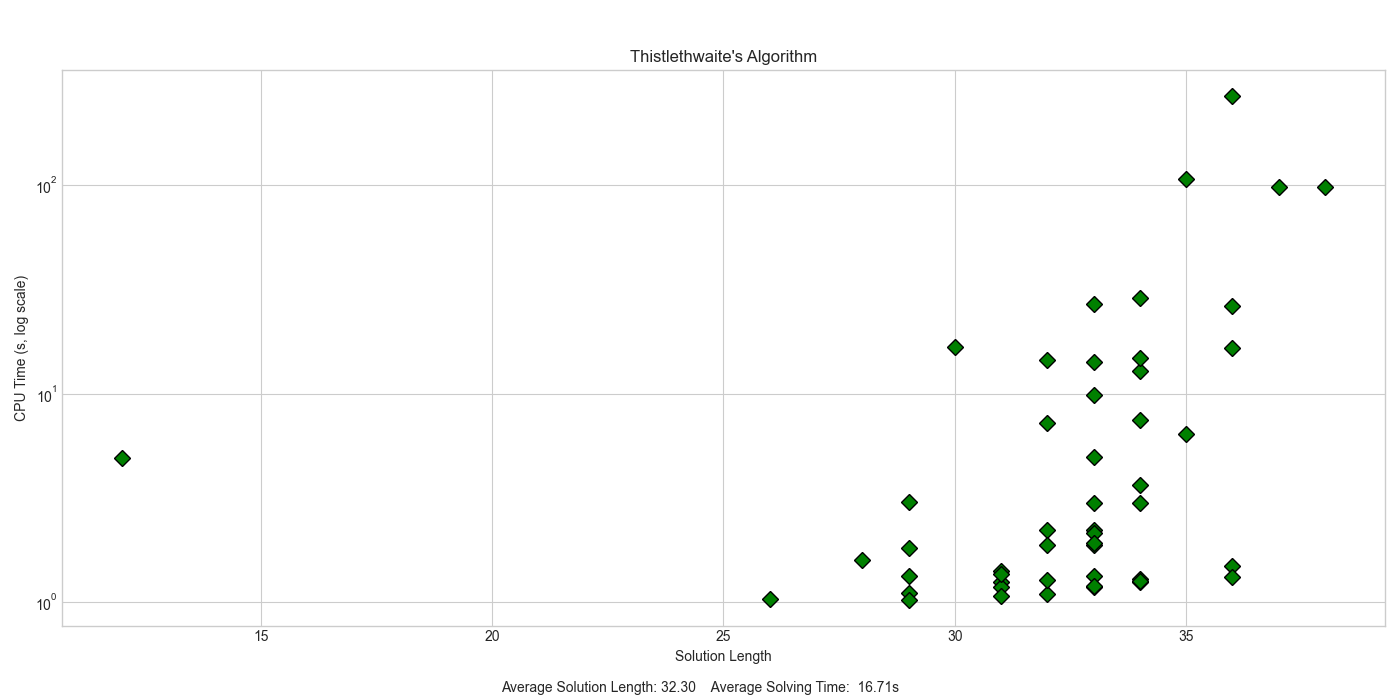 Thistlethwaite's Algorithm
CPU Time (s, log scale)
10²
10¹
10⁰
15 20 25 30 35
Solution Length
Average Solution Length: 32.30    Average Solving Time:  16.71s